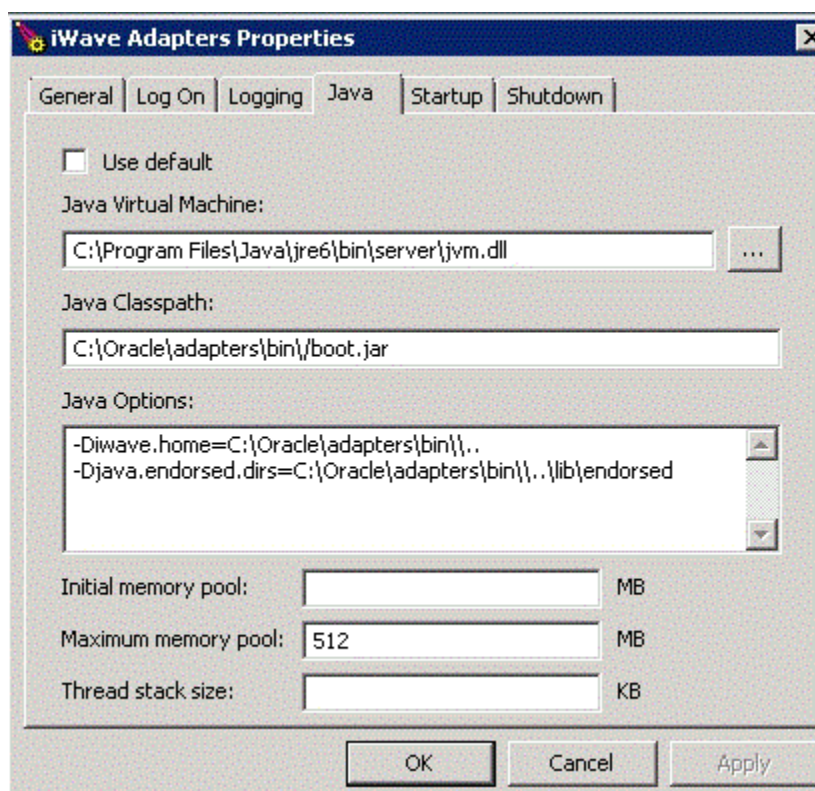 iWave Adapters Properties
General Log On Logging Java Startup Shutdown
Use default
Java Virtual Machine:
C:\Program Files\Java\jre6\bin\server\jvm.dll ...
Java Classpath:
C:\Oracle\adapters\bin\/boot.jar
Java Options:
-Diwave.home=C:\Oracle\adapters\bin\\..
-Djava.endorsed.dirs=C:\Oracle\adapters\bin\\..\lib\endorsed
Initial memory pool: MB
Maximum memory pool: 512 MB
Thread stack size: KB
OK Cancel Apply